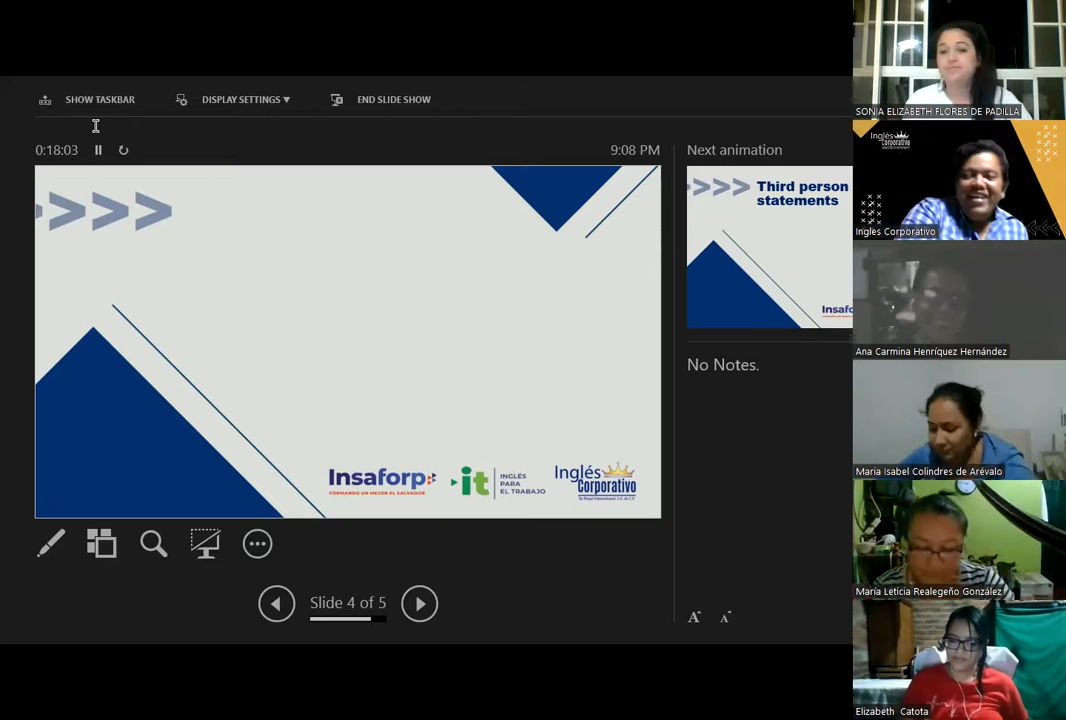 SHOW TASKBAR
DISPLAY SETTINGS ▼
END SLIDE SHOW
0:18:03
9:08 PM
Next animation
Third person
statements
Insafo
No Notes.
Insaforp
FORMANDO UN MEJOR EL SALVADOR
it
INGLÉS
PARA
EL TRABAJO
Inglés
Corporativo
Slide 4 of 5
A
A
SONIA ELIZABETH FLORES DE PADILLA
Inglés
Corporativo
Ingles Corporativo
Ana Carmina Henríquez Hernández
Maria Isabel Colindres de Arévalo
María Leticia Realegeño González
Elizabeth Catota